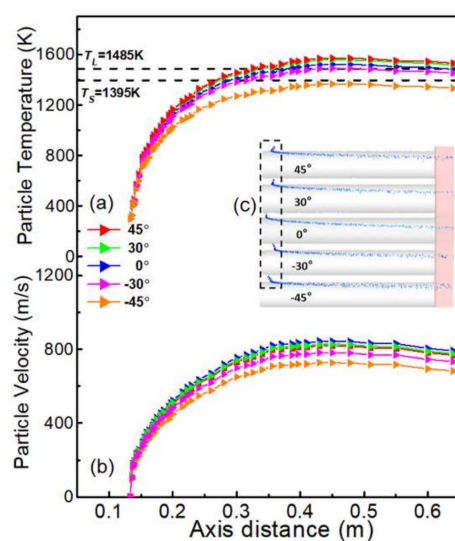 Particle Temperature (K)
1600
1200
800
400
0
T_L=1485K
T_S=1395K
(a)
45°
30°
0°
-30°
-45°
(c)
45°
30°
0°
-30°
-45°
Particle Velocity (m/s)
1200
800
400
0
(b)
0.1 0.2 0.3 0.4 0.5 0.6
Axis distance (m)